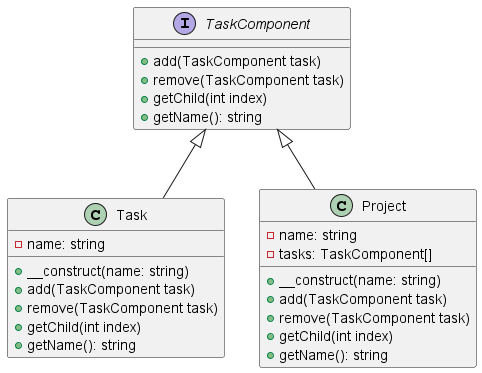 I TaskComponent
add(TaskComponent task)
remove(TaskComponent task)
getChild(int index)
getName(): string
C Task
name: string
__construct(name: string)
add(TaskComponent task)
remove(TaskComponent task)
getChild(int index)
getName(): string
C Project
name: string
tasks: TaskComponent[]
__construct(name: string)
add(TaskComponent task)
remove(TaskComponent task)
getChild(int index)
getName(): string